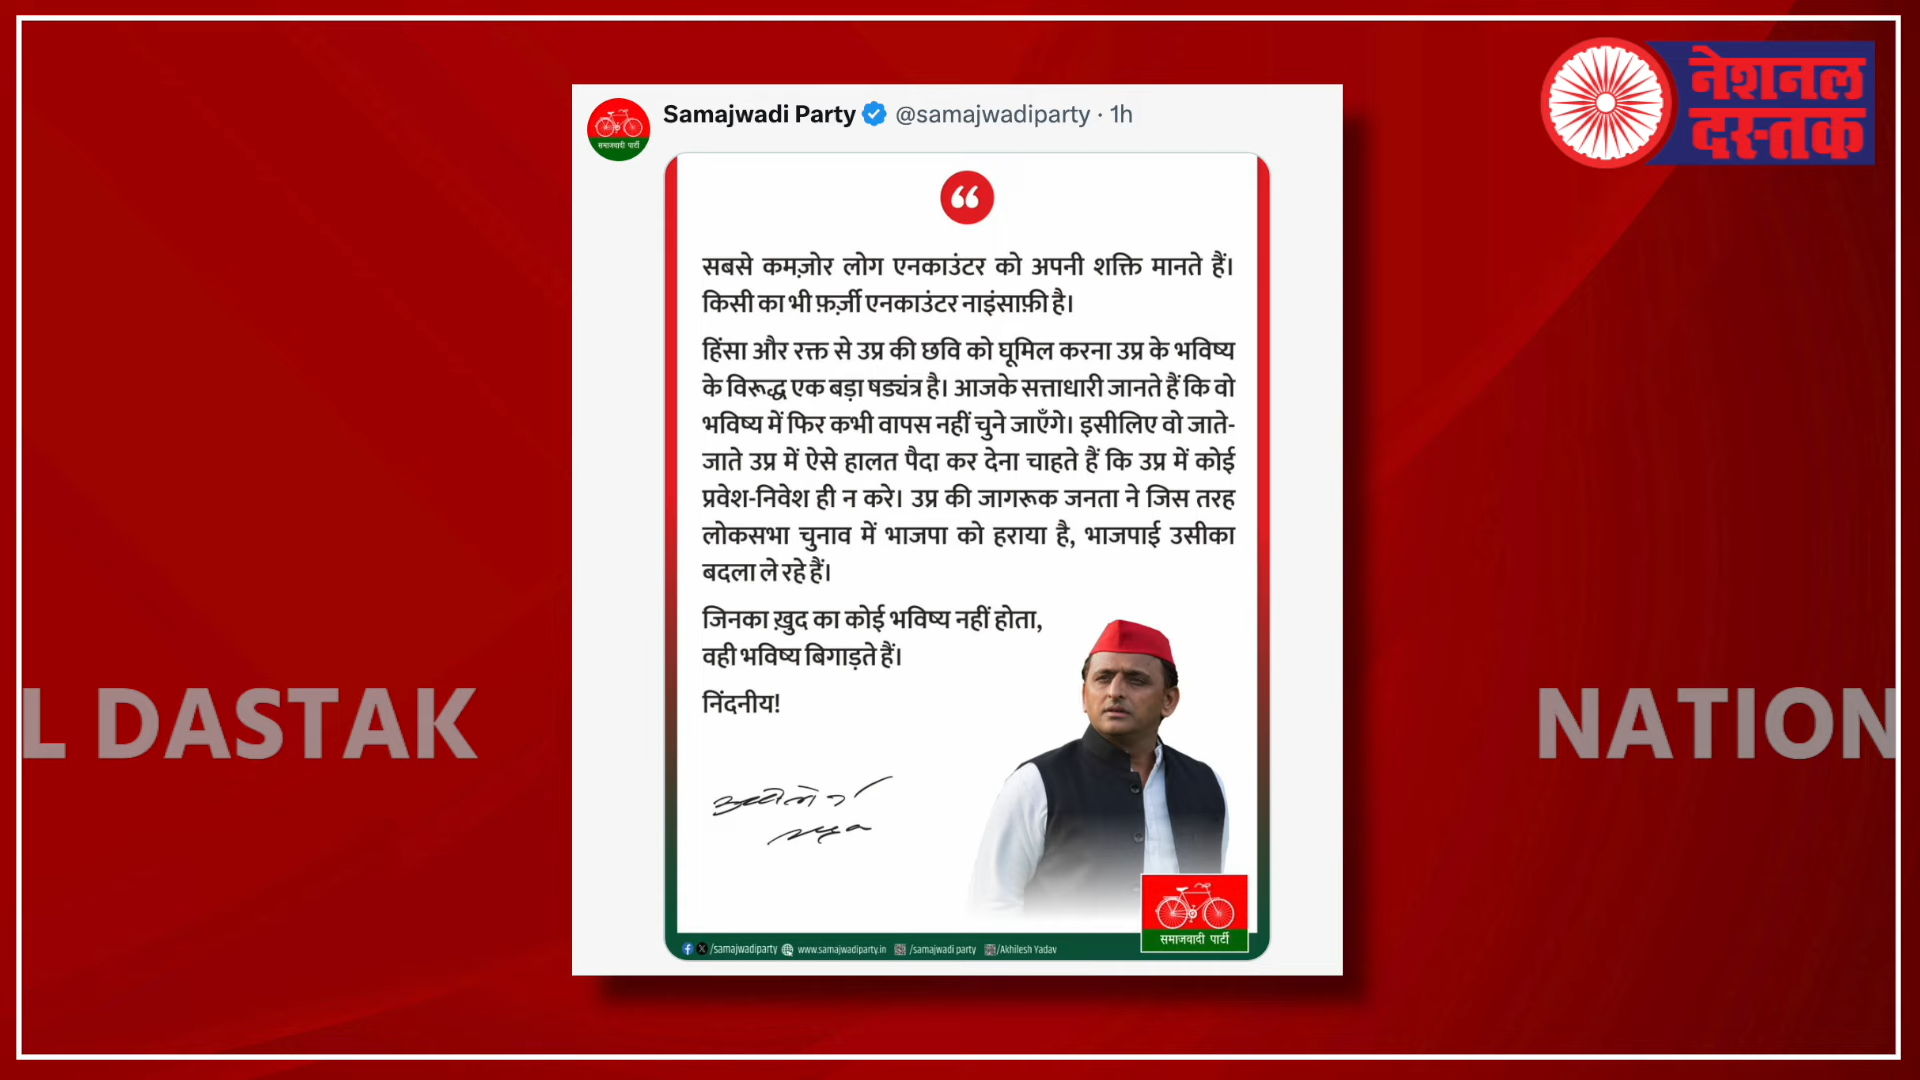 नेशनल
दस्तक
Samajwadi Party @samajwadiparty · 1h
समाजवादी पार्टी
सबसे कमज़ोर लोग एनकाउंटर को अपनी शक्ति मानते हैं।
किसी का भी फ़र्ज़ी एनकाउंटर नाइंसाफ़ी है।
हिंसा और रक्त से उप्र की छवि को घूमिल करना उप्र के भविष्य
के विरूद्ध एक बड़ा षड्यंत्र है। आजके सत्ताधारी जानते हैं कि वो
भविष्य में फिर कभी वापस नहीं चुने जाएँगे। इसीलिए वो जाते-
जाते उप्र में ऐसे हालत पैदा कर देना चाहते हैं कि उप्र में कोई
प्रवेश-निवेश ही न करे। उप्र की जागरूक जनता ने जिस तरह
लोकसभा चुनाव में भाजपा को हराया है, भाजपाई उसीका
बदला ले रहे हैं।
जिनका ख़ुद का कोई भविष्य नहीं होता,
वही भविष्य बिगाड़ते हैं।
निंदनीय!
L DASTAK
NATION
समाजवादी पार्टी
/samajwadiparty www.samajwadiparty.in /samajwadi party /Akhilesh Yadav